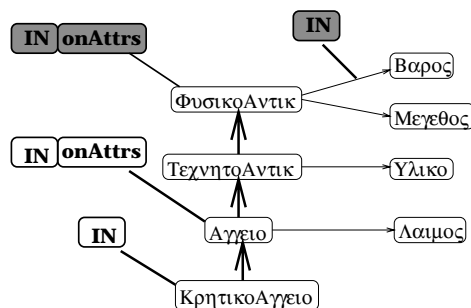 IN onAttrs IN
Βαρος
ΦυσικοΑντικ
Μεγεθος
IN onAttrs
ΤεχνητοΑντικ Υλικο
IN Αγγειο Λαιμος
ΚρητικοΑγγειο